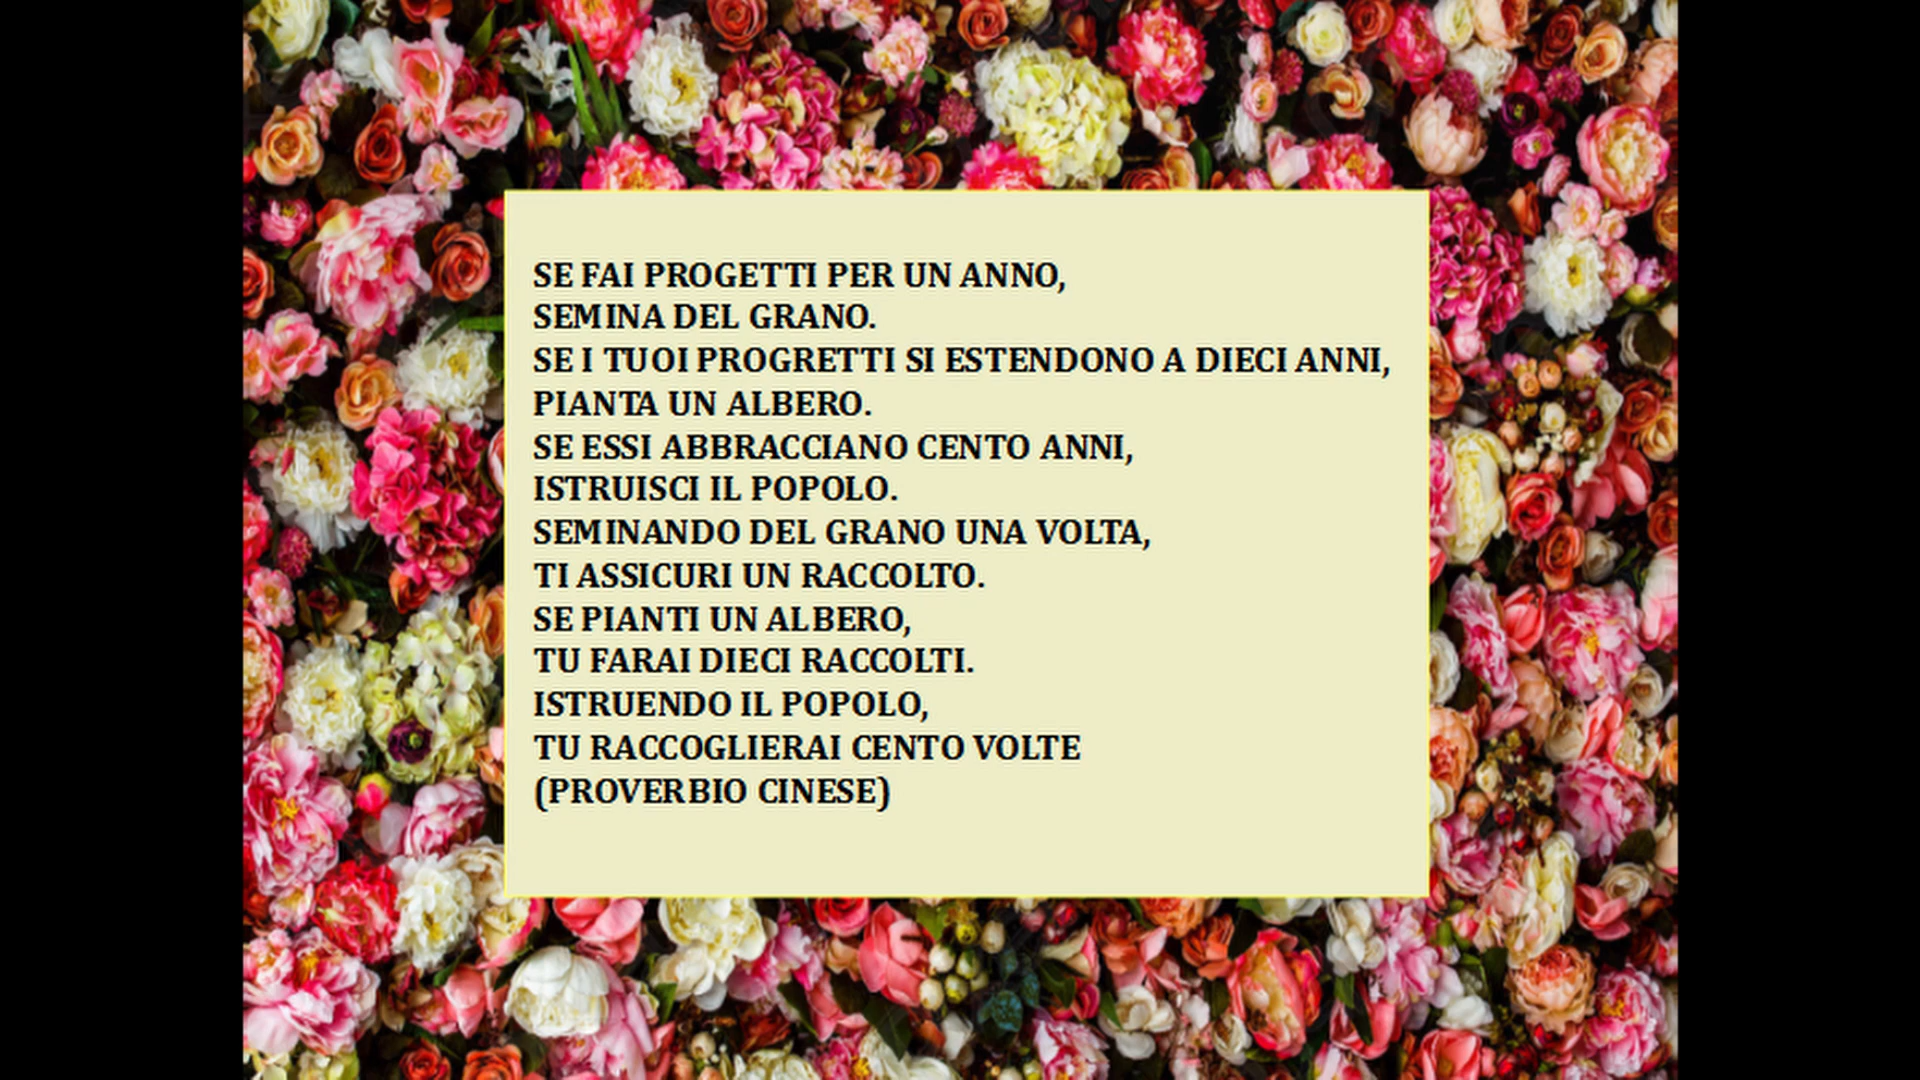 SE FAI PROGETTI PER UN ANNO,
SEMINA DEL GRANO.
SE I TUOI PROGRETTI SI ESTENDONO A DIECI ANNI,
PIANTA UN ALBERO.
SE ESSI ABBRACCIANO CENTO ANNI,
ISTRUISCI IL POPOLO.
SEMINANDO DEL GRANO UNA VOLTA,
TI ASSICURI UN RACCOLTO.
SE PIANTI UN ALBERO,
TU FARAI DIECI RACCOLTI.
ISTRUENDO IL POPOLO,
TU RACCOGLIERAI CENTO VOLTE
(PROVERBIO CINESE)